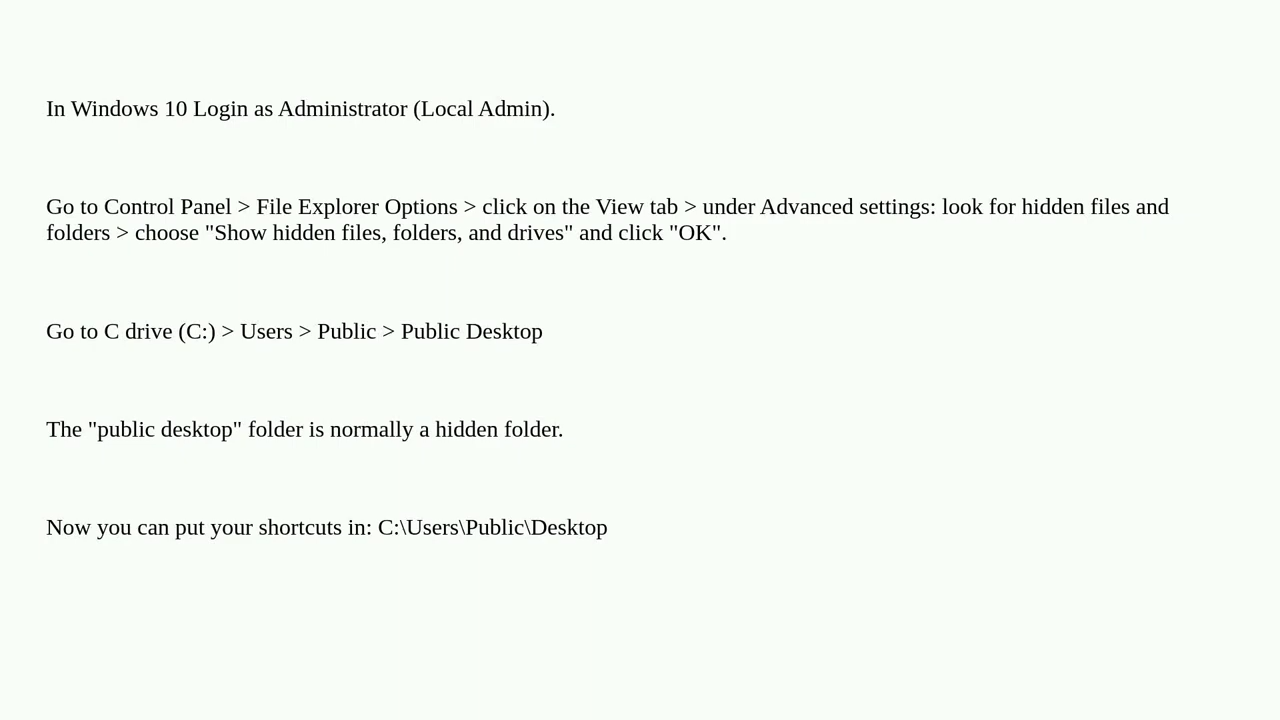 In Windows 10 Login as Administrator (Local Admin).
Go to Control Panel > File Explorer Options > click on the View tab > under Advanced settings: look for hidden files and
folders > choose "Show hidden files, folders, and drives" and click "OK".
Go to C drive (C:) > Users > Public > Public Desktop
The "public desktop" folder is normally a hidden folder.
Now you can put your shortcuts in: C:\Users\Public\Desktop